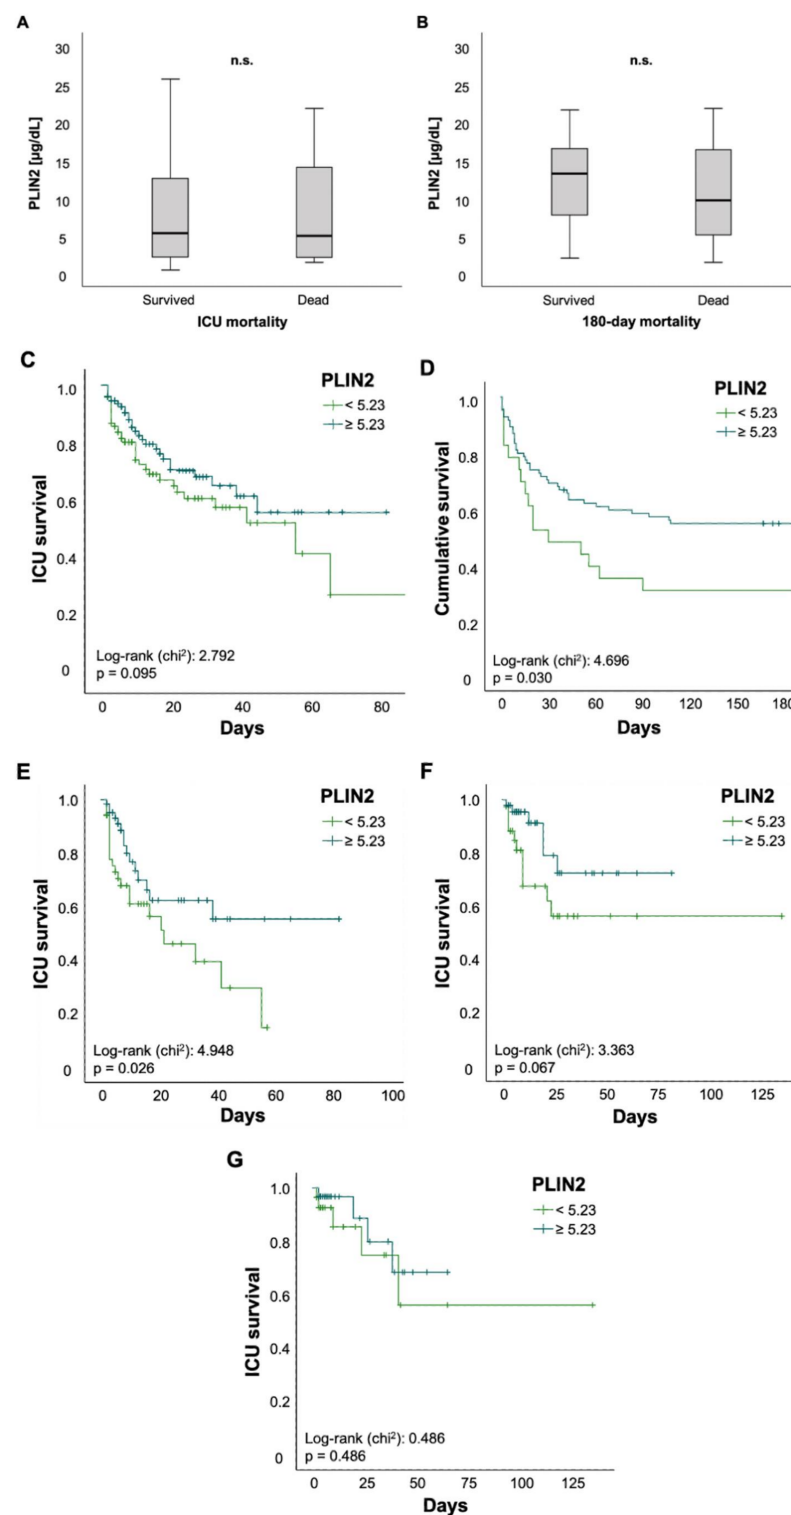 A
30
25
20
15
10
5
0
PLIN2 [µg/dL]
n.s.
Survived
Dead
ICU mortality
B
30
25
20
15
10
5
0
PLIN2 [µg/dL]
n.s.
Survived
Dead
180-day mortality
C
PLIN2
< 5.23
≥ 5.23
1.0
0.8
0.6
0.4
0.2
0
ICU survival
Log-rank (chi²): 2.792
p = 0.095
0 20 40 60 80
Days
D
PLIN2
< 5.23
≥ 5.23
1.0
0.8
0.6
0.4
0.2
0
Cumulative survival
Log-rank (chi²): 4.696
p = 0.030
0 30 60 90 120 150 180
Days
E
PLIN2
< 5.23
≥ 5.23
1.0
0.8
0.6
0.4
0.2
0
ICU survival
Log-rank (chi²): 4.948
p = 0.026
0 20 40 60 80 100
Days
F
PLIN2
< 5.23
≥ 5.23
1.0
0.8
0.6
0.4
0.2
0
ICU survival
Log-rank (chi²): 3.363
p = 0.067
0 25 50 75 100 125
Days
G
PLIN2
< 5.23
≥ 5.23
1.0
0.8
0.6
0.4
0.2
0
ICU survival
Log-rank (chi²): 0.486
p = 0.486
0 25 50 75 100 125
Days